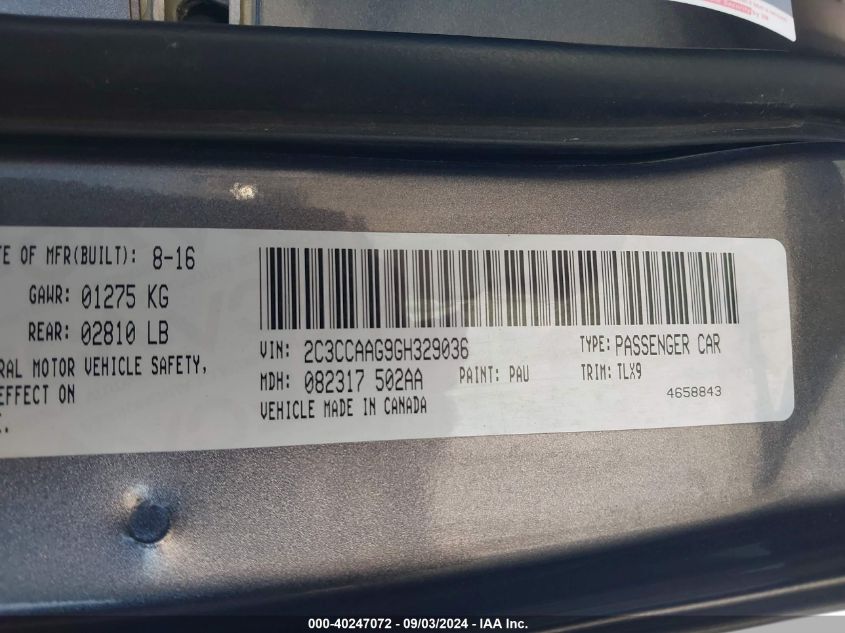 TE OF MFR(BUILT): 8-16
GAWR: 01275 KG
REAR: 02810 LB
RAL MOTOR VEHICLE SAFETY,
EFFECT ON
VIN: 2C3CCAAG9GH329036
TYPE: PASSENGER CAR
MDH: 082317 502AA
PAINT: PAU
TRIM: TLX9
VEHICLE MADE IN CANADA
4658843
000-40247072 - 09/03/2024 - © IAA, Inc.